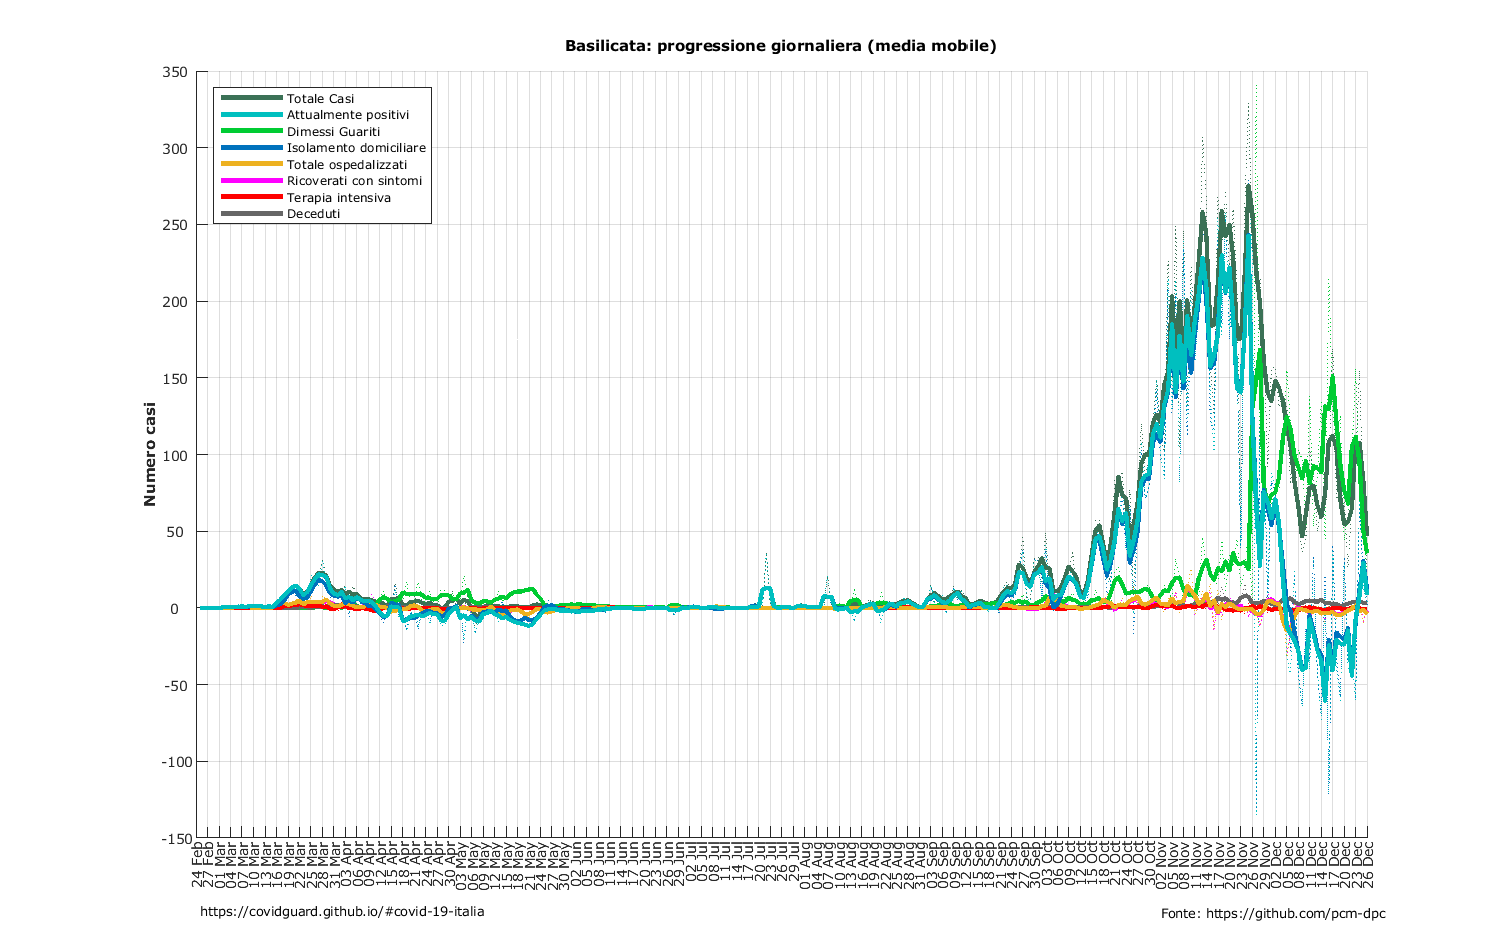 Basilicata: progressione giornaliera (media mobile)
350
300
250
200
150
100
50
0
-50
-100
-150
Numero casi
Totale Casi
Attualmente positivi
Dimessi Guariti
Isolamento domiciliare
Totale ospedalizzati
Ricoverati con sintomi
Terapia intensiva
Deceduti
24 Feb
27 Feb
01 Mar
04 Mar
07 Mar
10 Mar
13 Mar
16 Mar
19 Mar
22 Mar
25 Mar
28 Mar
31 Mar
03 Apr
06 Apr
09 Apr
12 Apr
15 Apr
18 Apr
21 Apr
24 Apr
27 Apr
30 Apr
03 May
06 May
09 May
12 May
15 May
18 May
21 May
24 May
27 May
30 May
02 Jun
05 Jun
08 Jun
11 Jun
14 Jun
17 Jun
20 Jun
23 Jun
26 Jun
29 Jun
02 Jul
05 Jul
08 Jul
11 Jul
14 Jul
17 Jul
20 Jul
23 Jul
26 Jul
29 Jul
01 Aug
04 Aug
07 Aug
10 Aug
13 Aug
16 Aug
19 Aug
22 Aug
25 Aug
28 Aug
31 Aug
03 Sep
06 Sep
09 Sep
12 Sep
15 Sep
18 Sep
21 Sep
24 Sep
27 Sep
30 Sep
03 Oct
06 Oct
09 Oct
12 Oct
15 Oct
18 Oct
21 Oct
24 Oct
27 Oct
30 Oct
02 Nov
05 Nov
08 Nov
11 Nov
14 Nov
17 Nov
20 Nov
23 Nov
26 Nov
29 Nov
02 Dec
05 Dec
08 Dec
11 Dec
14 Dec
17 Dec
20 Dec
23 Dec
26 Dec
https://covidguard.github.io/#covid-19-italia
Fonte: https://github.com/pcm-dpc